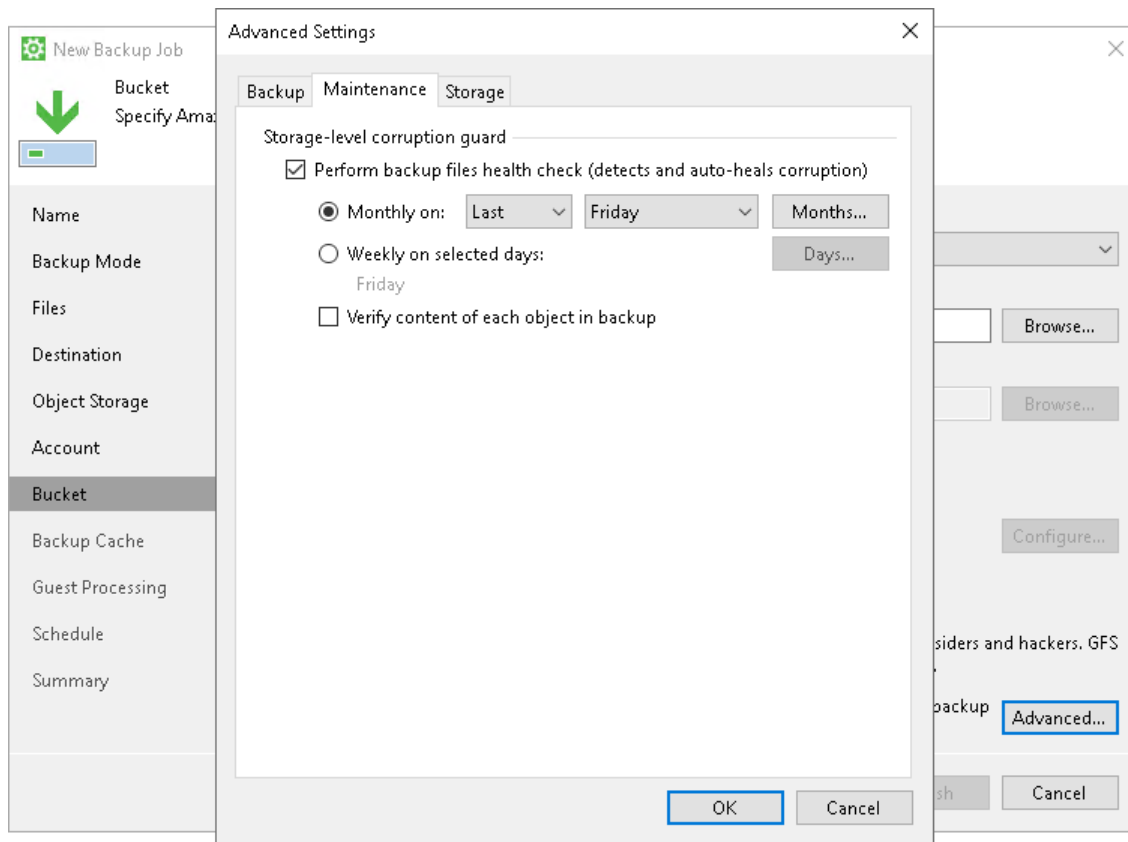 New Backup Job
Bucket
Specify Ama
Name
Backup Mode
Files
Destination
Object Storage
Account
Bucket
Backup Cache
Guest Processing
Schedule
Summary
Advanced Settings
Backup Maintenance Storage
Storage-level corruption guard
Perform backup files health check (detects and auto-heals corruption)
Monthly on: Last Friday Months...
Weekly on selected days: Days...
Friday
Verify content of each object in backup
OK Cancel
Browse...
Browse...
Configure...
siders and hackers. GFS
backup Advanced...
sh Cancel